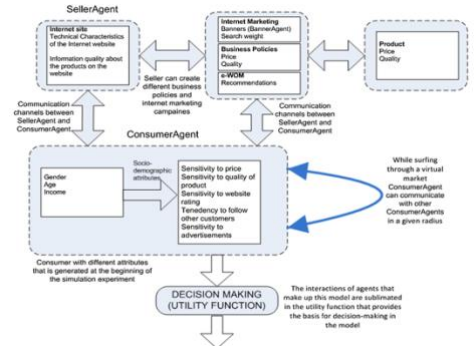 SellerAgent
Internet site
Technical Characteristics
of the Internet website
Information quality about
the products on the
website
Seller can create
different business
policies and
internet marketing
campaines
Internet Marketing
Banners (BannerAgent)
Search weight
Business Policies
Price
Quality
e-WOM
Recommendations
Product
Price
Quality
Communication
channels between
SellerAgent and
ConsumerAgent
Communication
channels between
SellerAgent and
ConsumerAgent
ConsumerAgent
Gender
Age
Income
Socio-
demographic
attributes
Sensitivity to price
Sensitivity to quality of
product
Sensitivity to website
rating
Tenedency to follow
other customers
Sensitivity to
advertisements
While surfing
through a virtual
market
ConsumerAgent
can communicate
with other
ConsumerAgents
in a given radius
Consumer with different attributes
that is generated at the beginning of
the simulation experiment
DECISION MAKING
(UTILITY FUNCTION)
The interactions of agents that
make up this model are sublimated
in the utility function that provides
the basis for decision-making in
the model